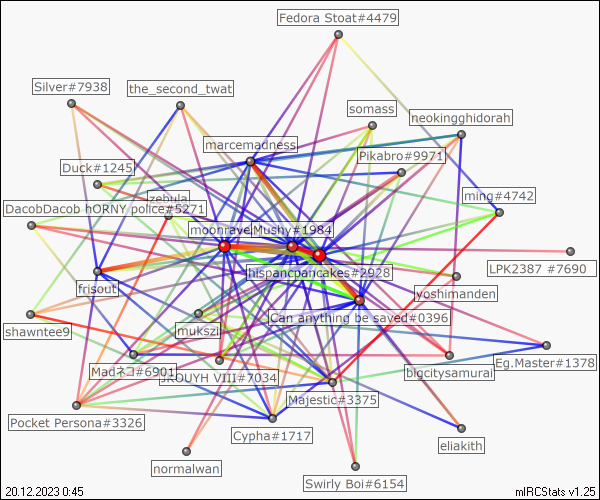 Fedora Stoat#4479
Silver#7938
the_second_twat
somass
neokingghidorah
marcemadness
Pikabro#9971
Duck#1245
zebula
ming#4742
DacobDacob hORNY police#5271
moonravel
Mushy#1984
hispancpancakes#2928
LPK2387 #7690
frisout
yoshimanden
Can anything be saved#0396
shawntee9
mukszi
Eg.Master#1378
Madネコ#6901
JROUYH VIII#7034
bigcitysamurai
Majestic#3375
Pocket Persona#3326
Cypha#1717
eliakith
normalwan
Swirly Boi#6154
20.12.2023 0:45
mIRCStats v1.25